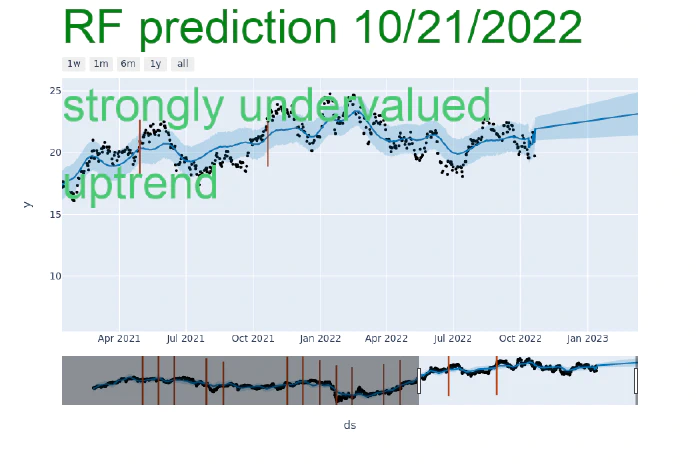 RF prediction 10/21/2022
1w 1m 6m 1y all
25
strongly undervalued
20
uptrend
15
y
10
Apr 2021 Jul 2021 Oct 2021 Jan 2022 Apr 2022 Jul 2022 Oct 2022 Jan 2023
ds